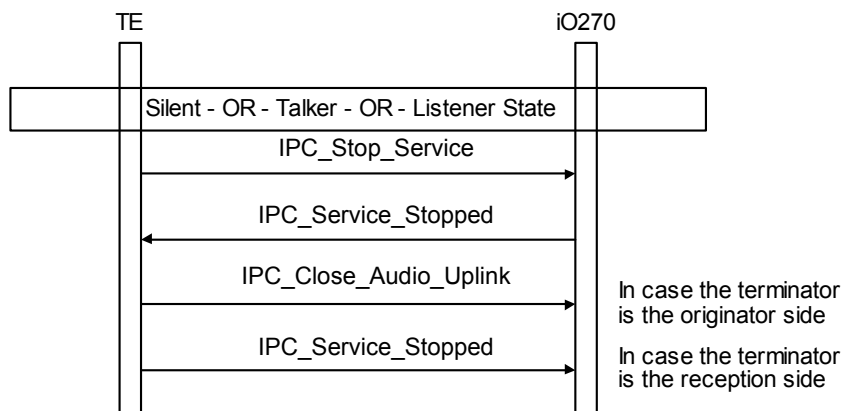 TE
iO270
Silent - OR - Talker - OR - Listener State
IPC_Stop_Service
IPC_Service_Stopped
IPC_Close_Audio_Uplink
In case the terminator
is the originator side
IPC_Service_Stopped
In case the terminator
is the reception side